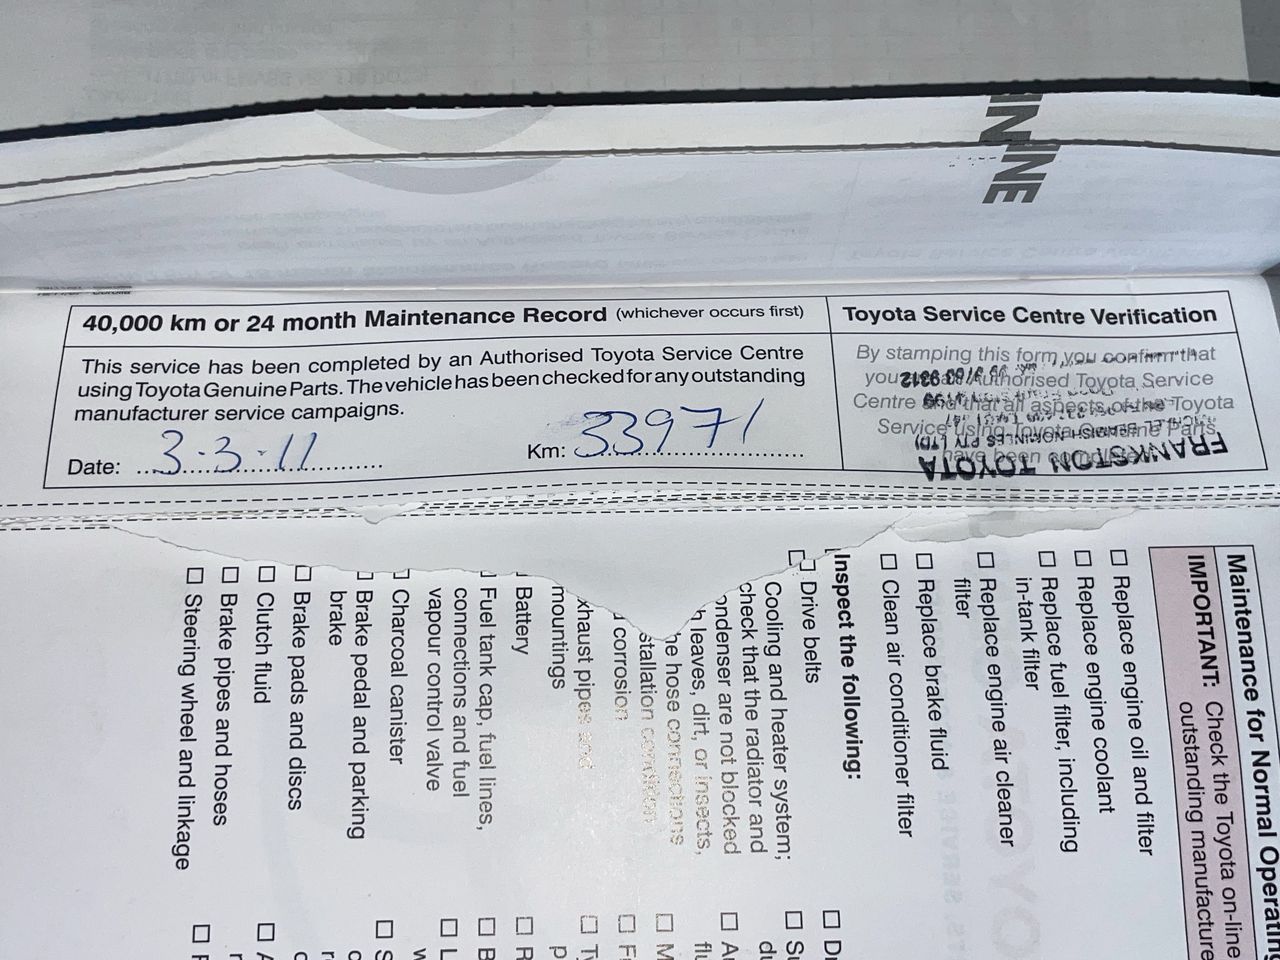 INNE
40,000 km or 24 month Maintenance Record (whichever occurs first)
This service has been completed by an Authorised Toyota Service Centre
using Toyota Genuine Parts. The vehicle has been checked for any outstanding
manufacturer service campaigns.
Date: 3.3.11
Km: 33971
Toyota Service Centre Verification
By stamping this form, you confirm that
you Authorised Toyota Service
Centre and that all aspects of the Toyota
Service using Toyota Genuine Parts
have been completed
FRANKSTON TOYOTA
Maintenance for Normal Operating
IMPORTANT: Check the Toyota on-line
outstanding manufacture
☐ Replace engine oil and filter
☐ Replace engine coolant
☐ Replace fuel filter, including
in-tank filter
☐ Replace engine air cleaner
filter
☐ Replace brake fluid
☐ Clean air conditioner filter
Inspect the following:
☐ Drive belts
☐ Cooling and heater system;
check that the radiator and
ondenser are not blocked
leaves, dirt, or insects,
he hose connections
stallation condition
corrosion
xhaust pipes and
mountings
Battery
Fuel tank cap, fuel lines,
connections and fuel
vapour control valve
☐ Charcoal canister
☐ Brake pedal and parking
brake
☐ Brake pads and discs
☐ Clutch fluid
☐ Brake pipes and hoses
☐ Steering wheel and linkage